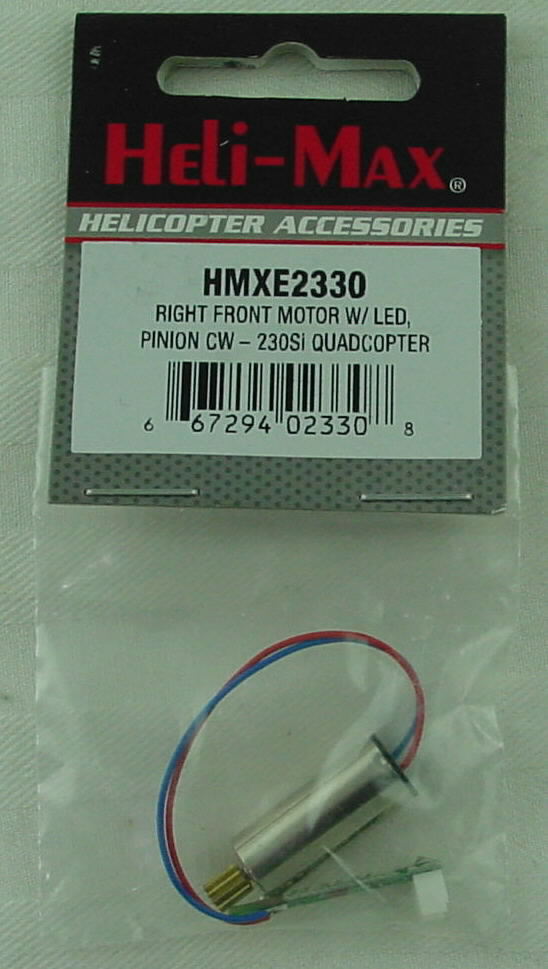 Heli-Max®
HELICOPTER ACCESSORIES
HMXE2330
RIGHT FRONT MOTOR W/ LED,
PINION CW – 230Si QUADCOPTER
6 67294 02330 8